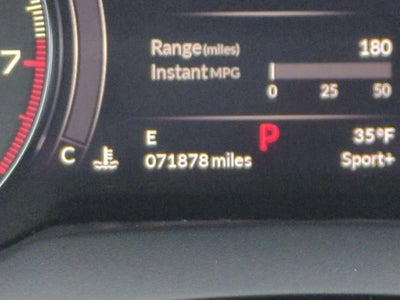 Range (miles) 180
Instant MPG
0 25 50
7
E P 35°F
C 071878 miles Sport+